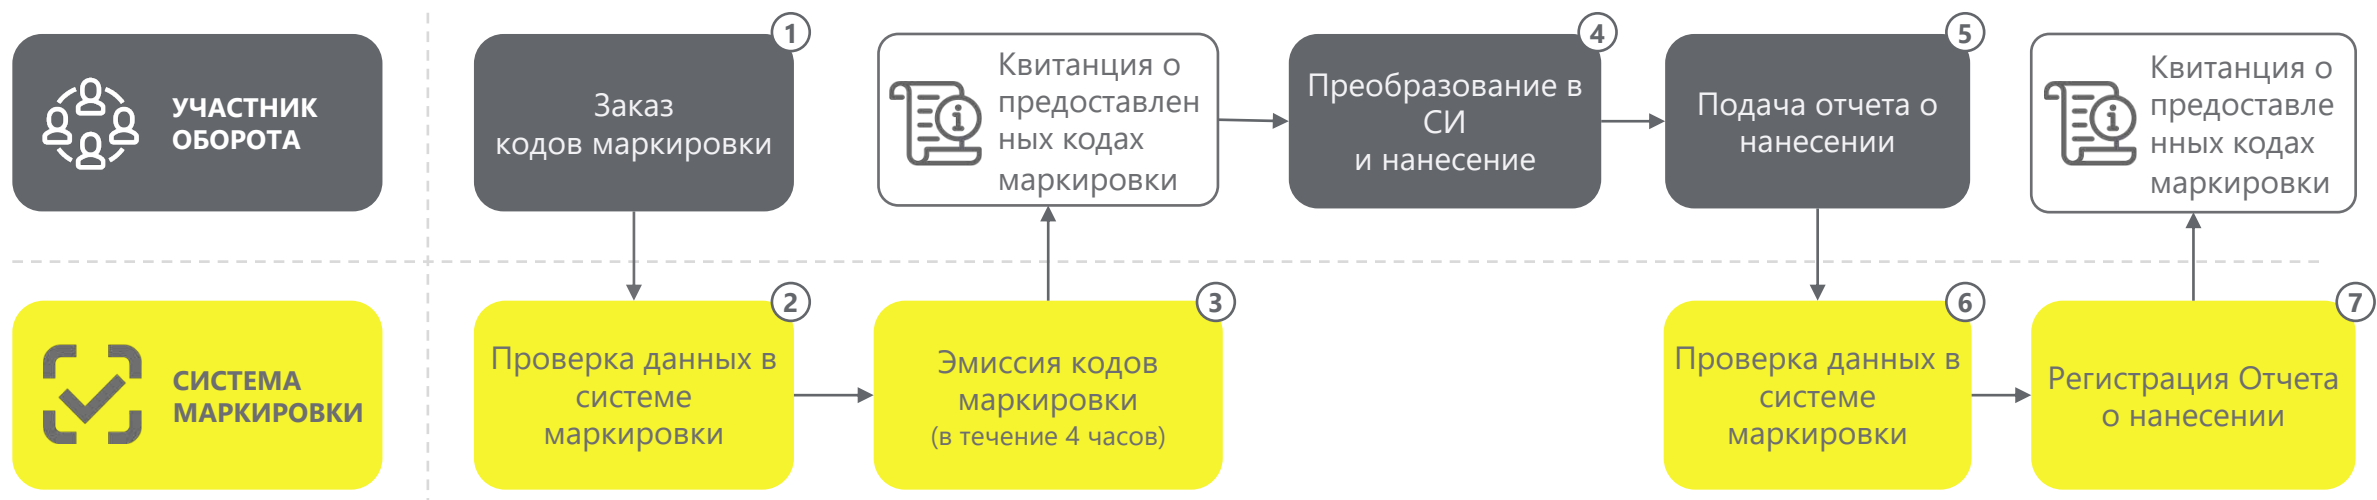 УЧАСТНИК
ОБОРОТА
1
Заказ
кодов маркировки
Квитанция о
предоставлен
ных кодах
маркировки
4
Преобразование в
СИ
и нанесение
5
Подача отчета о
нанесении
Квитанция о
предоставле
нных кодах
маркировки
СИСТЕМА
МАРКИРОВКИ
2
Проверка данных в
системе
маркировки
3
Эмиссия кодов
маркировки
(в течение 4 часов)
6
Проверка данных в
системе
маркировки
7
Регистрация Отчета
о нанесении